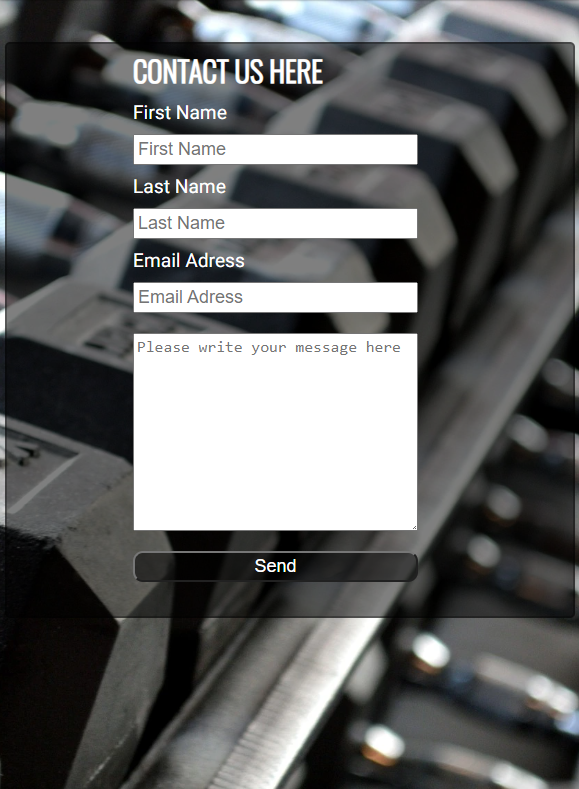 CONTACT US HERE
First Name
First Name
Last Name
Last Name
Email Adress
Email Adress
Please write your message here
Send